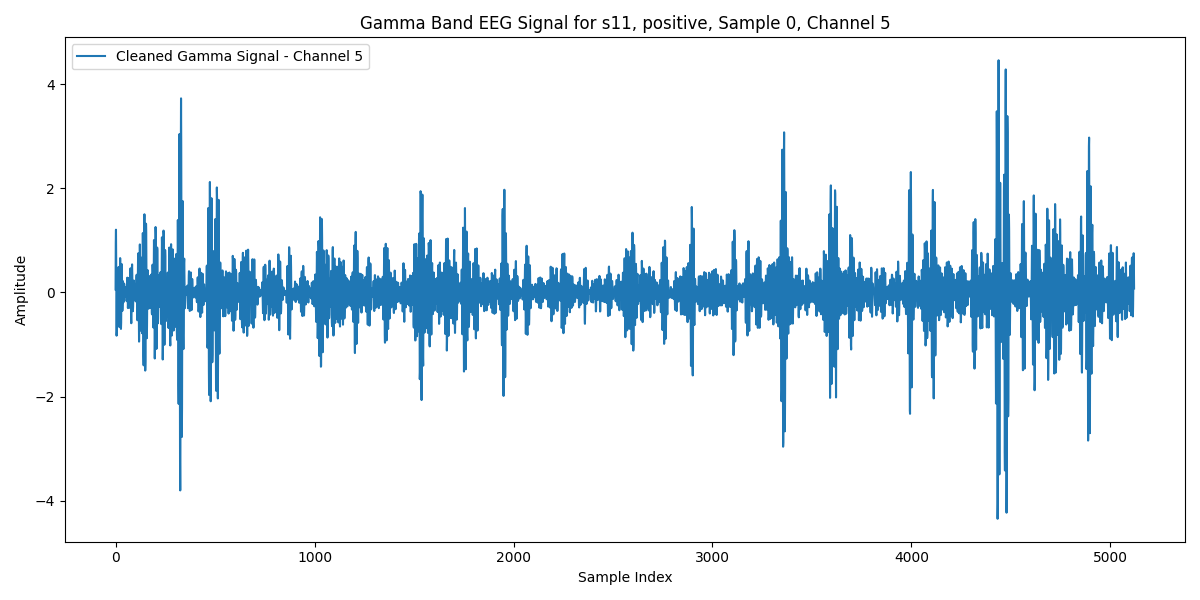 Gamma Band EEG Signal for s11, positive, Sample 0, Channel 5
Cleaned Gamma Signal - Channel 5
4
2
0
−2
−4
Amplitude
0 1000 2000 3000 4000 5000
Sample Index